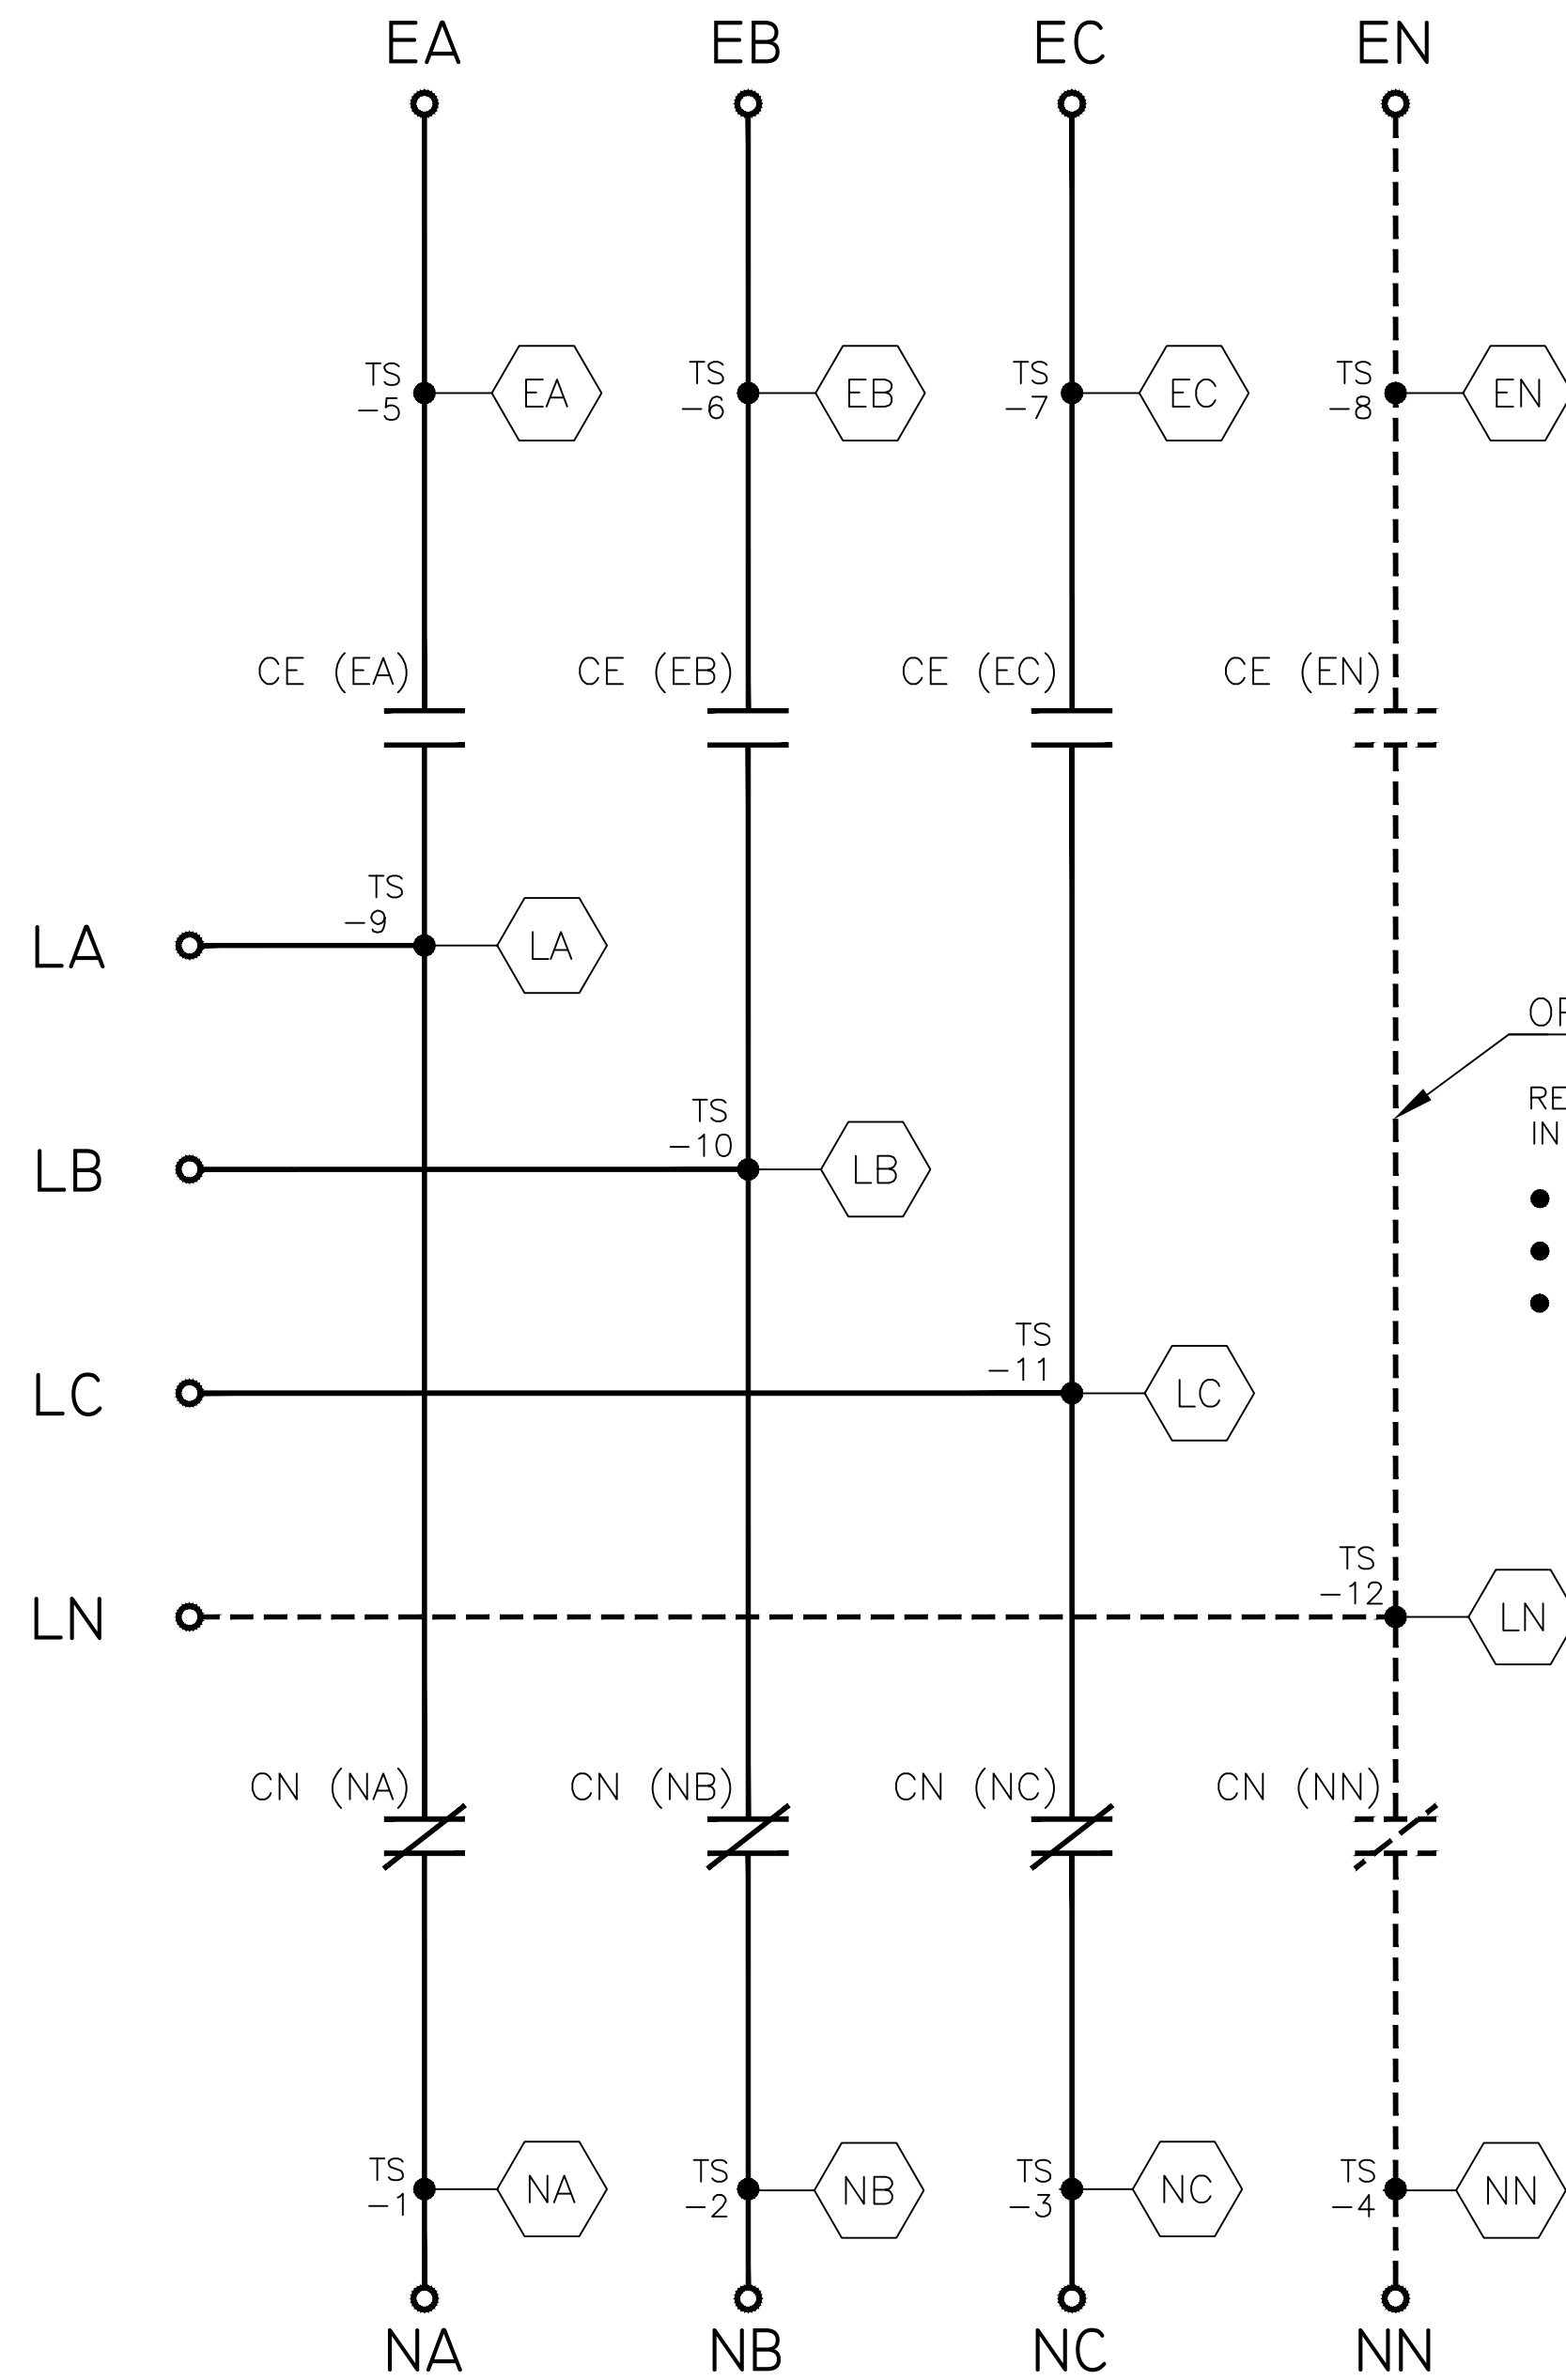 EA EB EC EN
TS TS TS TS
-5 -6 -7 -8
EA EB EC EN
CE (EA) CE (EB) CE (EC) CE (EN)
TS
-9
LA LA
TS
-10
LB LB
RE
IN
TS
-11
LC LC
TS
-12
LN LN
CN (NA) CN (NB) CN (NC) CN (NN)
TS TS TS TS
-1 -2 -3 -4
NA NB NC NN
NA NB NC NN